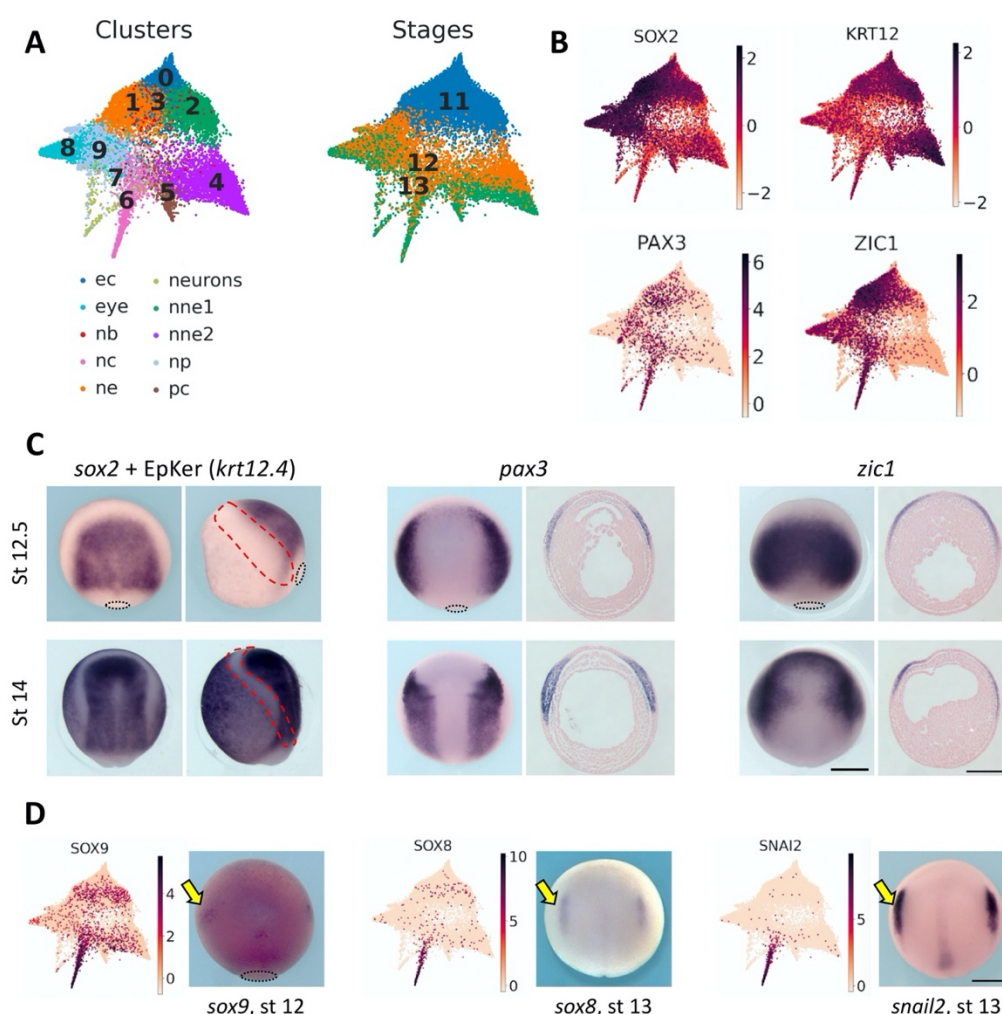 A
Clusters
Stages
0
1
3
2
8
9
7
6
5
4
11
12
13
ec
eye
nb
nc
ne
neurons
nne1
nne2
np
pc
B
SOX2
2
0
−2
KRT12
2
0
−2
PAX3
6
4
2
0
ZIC1
2
0
C
sox2 + EpKer (krt12.4)
pax3
zic1
St 12.5
St 14
D
SOX9
4
2
0
sox9, st 12
SOX8
10
5
0
sox8, st 13
SNAI2
5
0
snail2, st 13